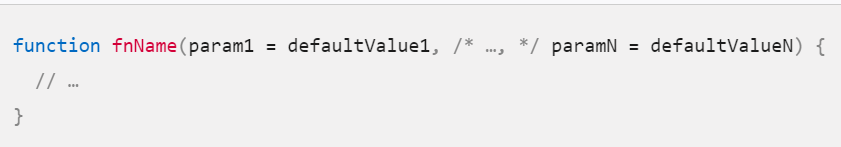 function fnName(param1 = defaultValue1, /* …, */ paramN = defaultValueN) {
// …
}